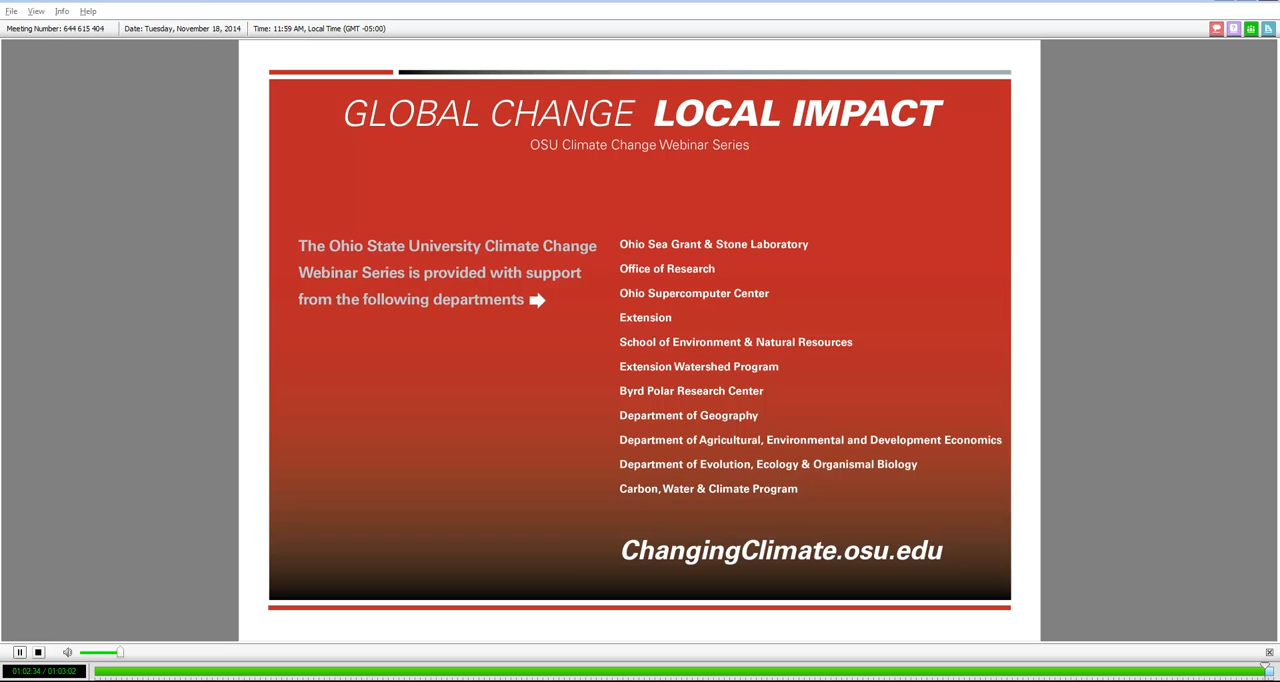 File View Info Help
Meeting Number: 644 615 404 Date: Tuesday, November 18, 2014 Time: 11:59 AM, Local Time (GMT -05:00)
GLOBAL CHANGE LOCAL IMPACT
OSU Climate Change Webinar Series
The Ohio State University Climate Change
Webinar Series is provided with support
from the following departments
Ohio Sea Grant & Stone Laboratory
Office of Research
Ohio Supercomputer Center
Extension
School of Environment & Natural Resources
Extension Watershed Program
Byrd Polar Research Center
Department of Geography
Department of Agricultural, Environmental and Development Economics
Department of Evolution, Ecology & Organismal Biology
Carbon, Water & Climate Program
ChangingClimate.osu.edu
01:02:34 / 01:03:02